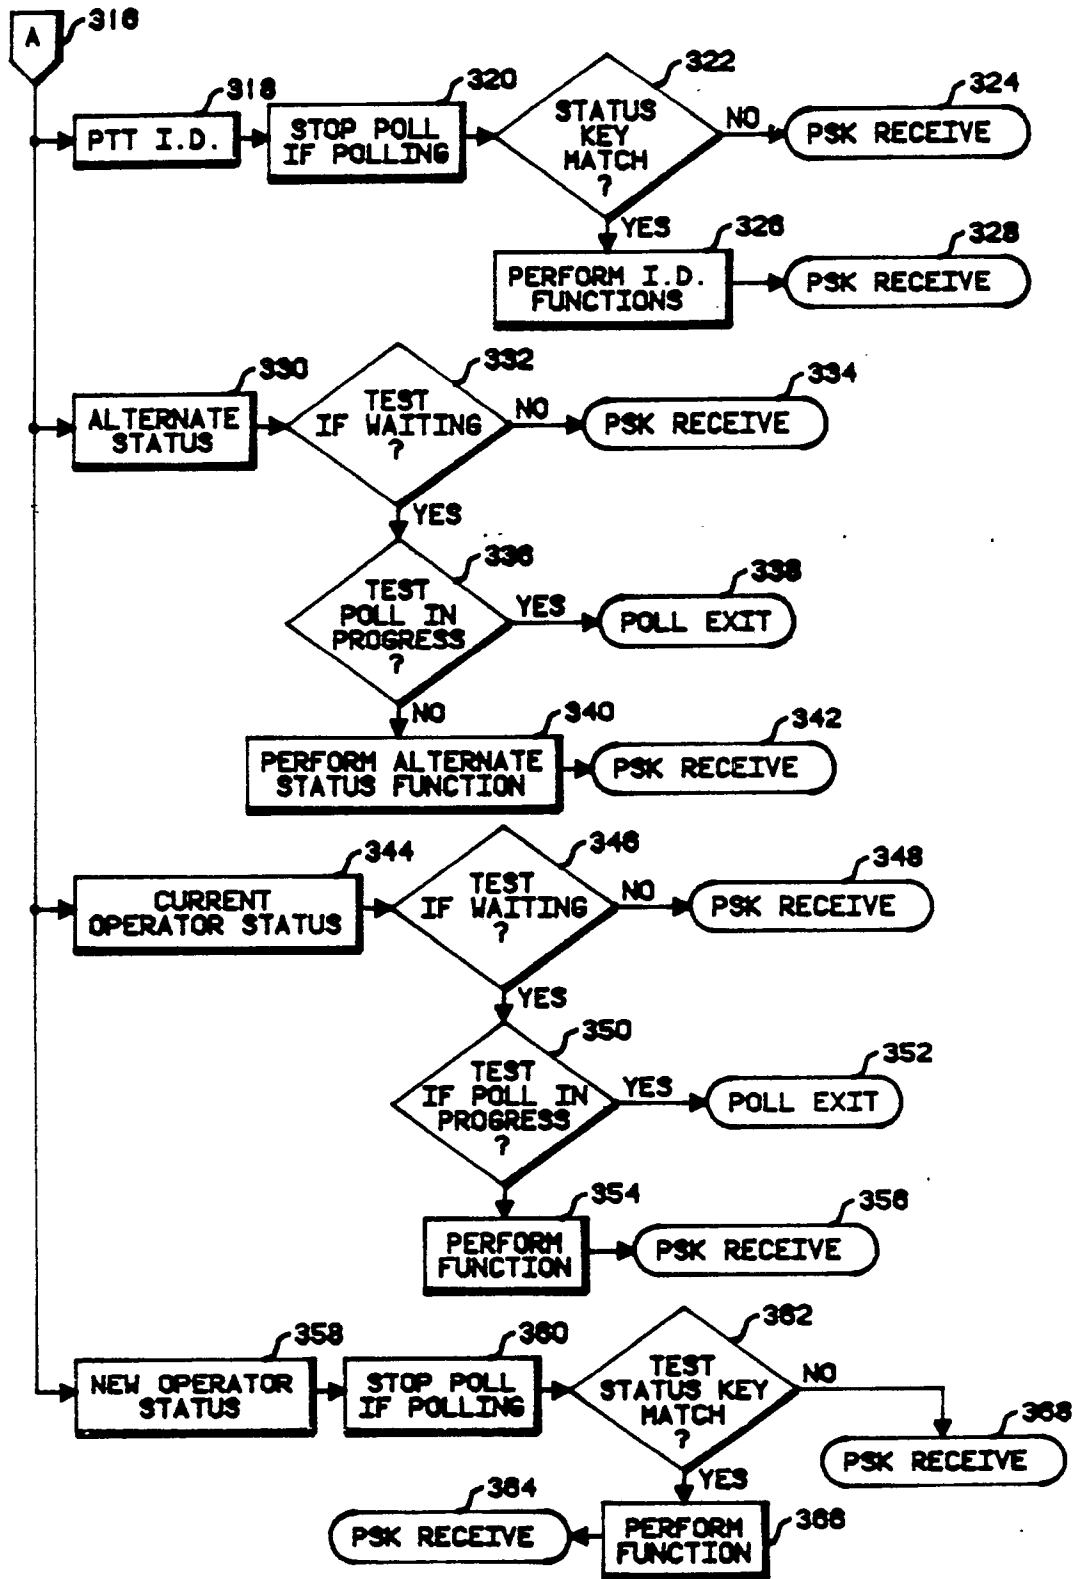 A
316
318
PTT I.D.
320
STOP POLL
IF POLLING
322
STATUS
KEY
MATCH
?
NO
324
PSK RECEIVE
YES
326
PERFORM I.D.
FUNCTIONS
328
PSK RECEIVE
330
ALTERNATE
STATUS
332
TEST
IF WAITING
?
NO
334
PSK RECEIVE
YES
336
TEST
POLL IN
PROGRESS
?
YES
338
POLL EXIT
NO
340
PERFORM ALTERNATE
STATUS FUNCTION
342
PSK RECEIVE
344
CURRENT
OPERATOR STATUS
346
TEST
IF WAITING
?
NO
348
PSK RECEIVE
YES
350
TEST
IF POLL IN
PROGRESS
?
YES
352
POLL EXIT
354
PERFORM
FUNCTION
356
PSK RECEIVE
358
NEW OPERATOR
STATUS
360
STOP POLL
IF POLLING
362
TEST
STATUS KEY
MATCH
?
NO
368
PSK RECEIVE
YES
364
PSK RECEIVE
366
PERFORM
FUNCTION